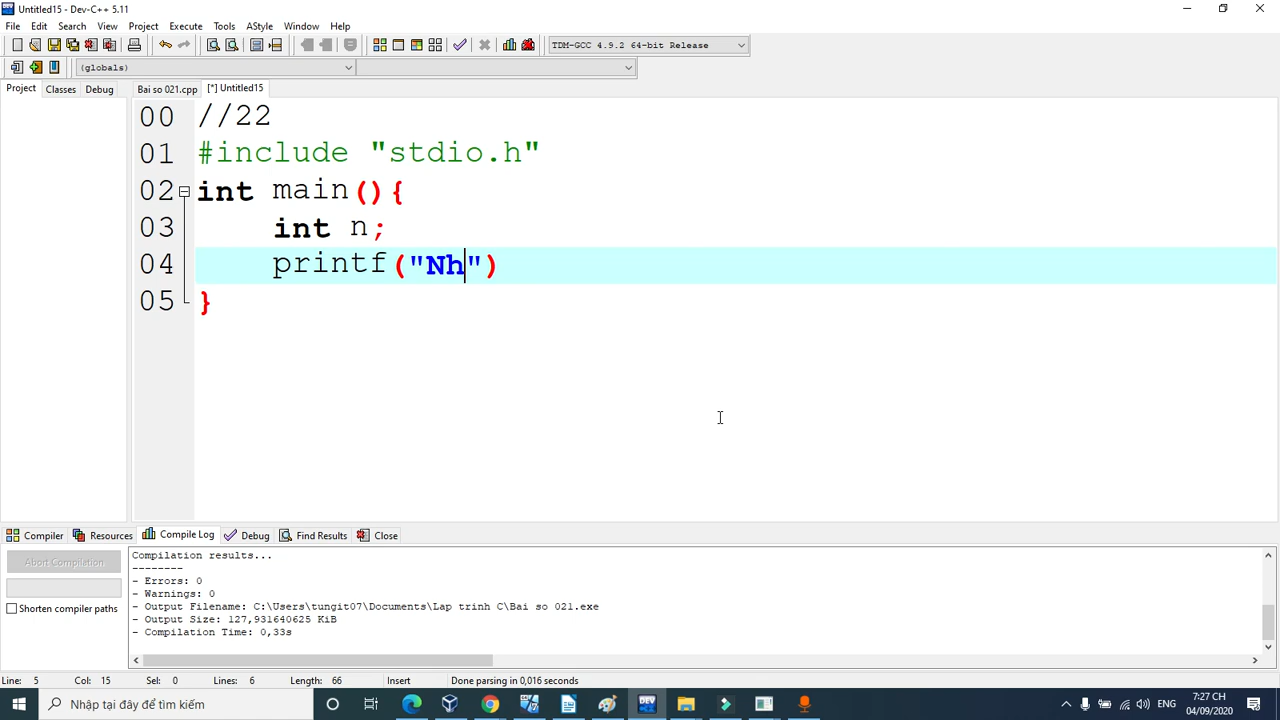 Untitled15 - Dev-C++ 5.11
File Edit Search View Project Execute Tools AStyle Window Help
TDM-GCC 4.9.2 64-bit Release
(globals)
Project Classes Debug Bai so 021.cpp [*] Untitled15
00 //22
01 #include "stdio.h"
02 int main(){
03 int n;
04 printf("Nh")
05 }
Compiler Resources Compile Log Debug Find Results Close
Compilation results...
--------
- Errors: 0
- Warnings: 0
- Output Filename: C:\Users\tungit07\Documents\Lap trinh C\Bai so 021.exe
- Output Size: 127,931640625 KiB
- Compilation Time: 0,33s
Abort Compilation
Shorten compiler paths
Line: 5 Col: 15 Sel: 0 Lines: 6 Length: 66 Insert Done parsing in 0,016 seconds
Nhập tại đây để tìm kiếm
DEV
ENG
7:27 CH
04/09/2020